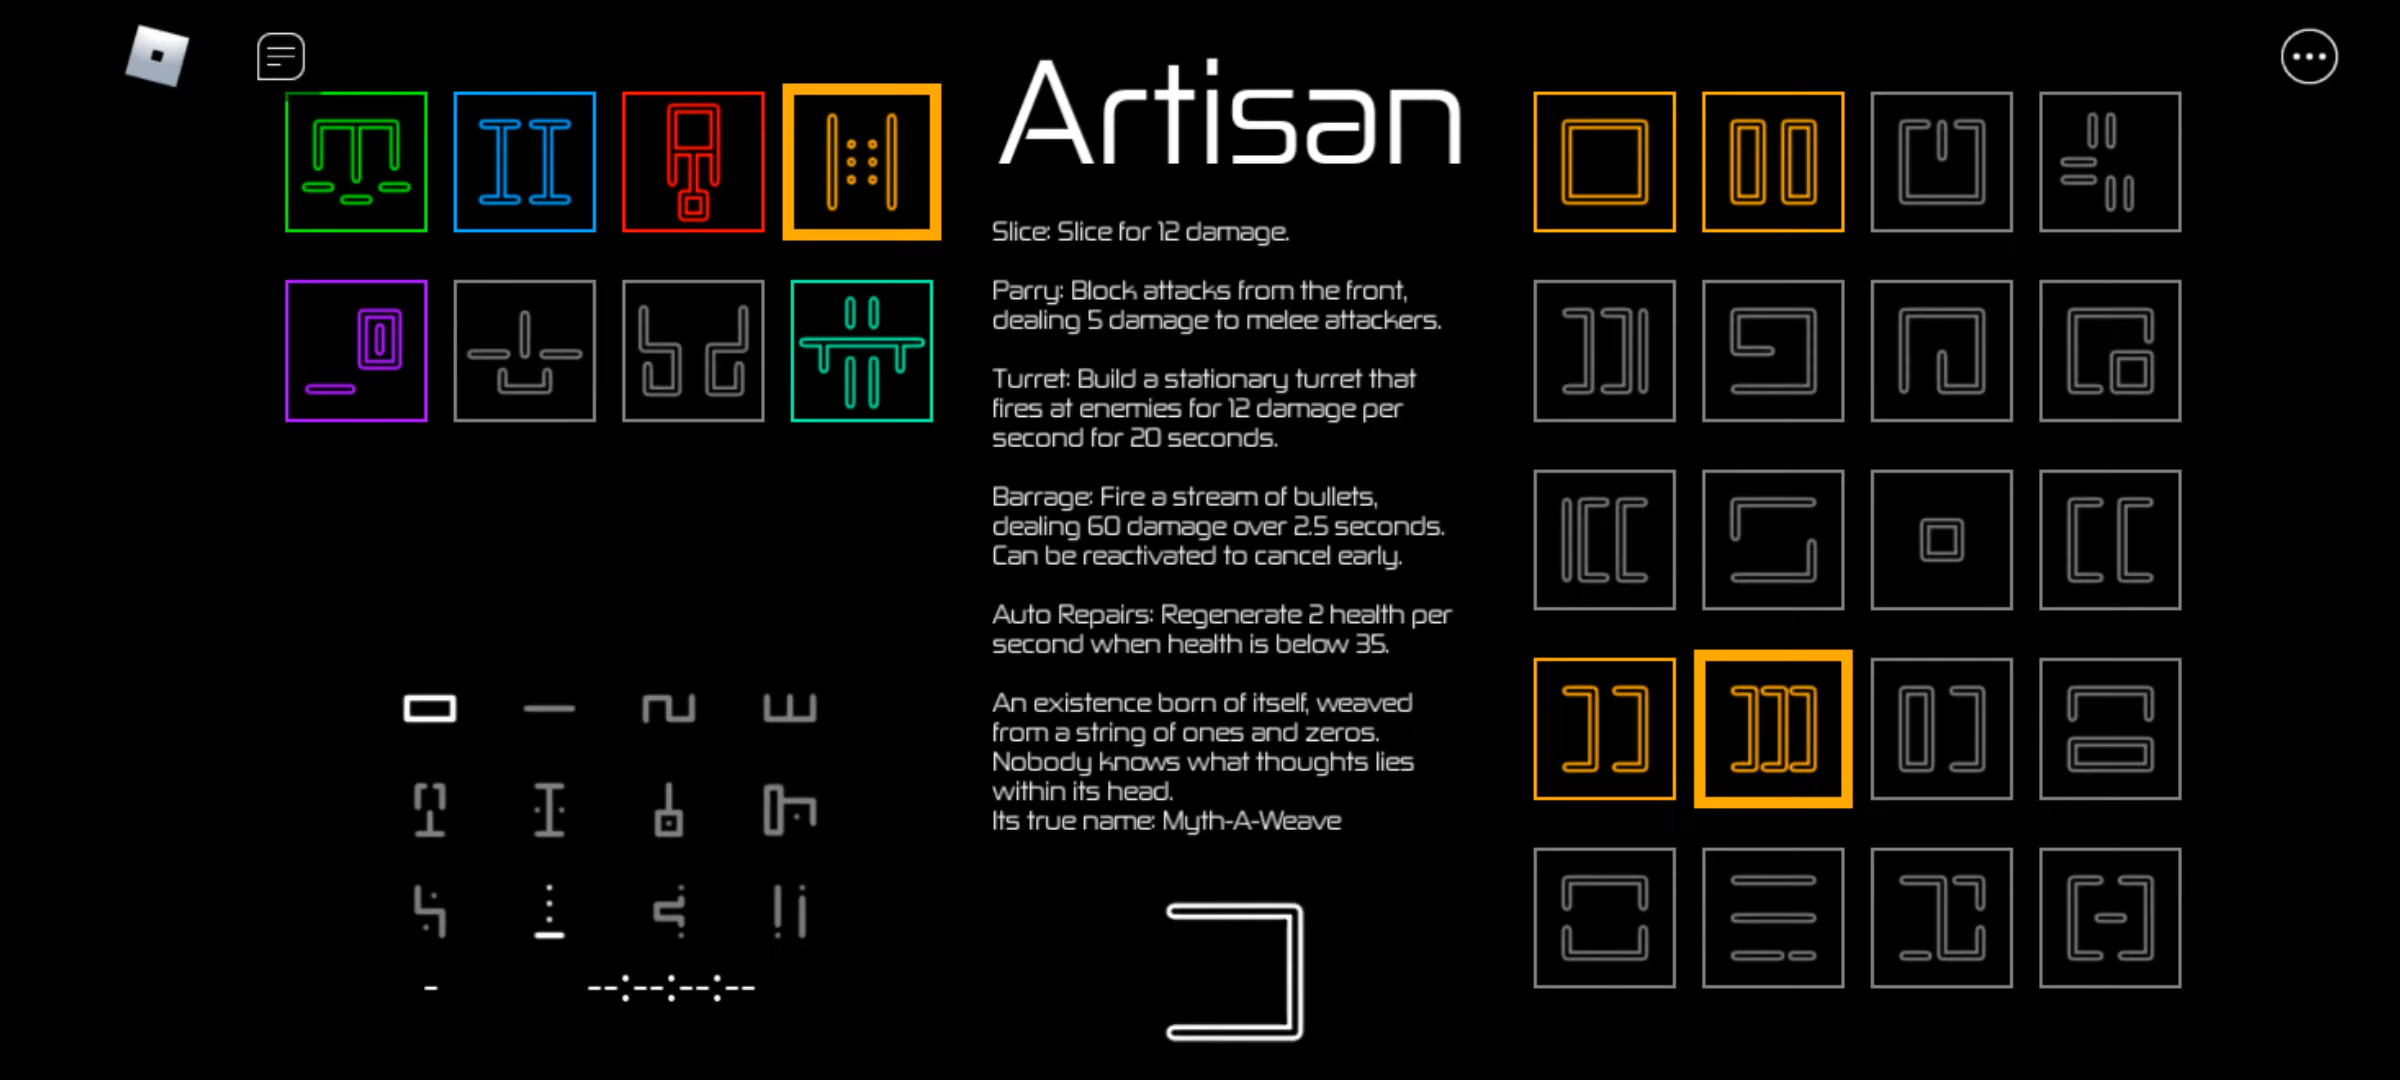 Artisan
Slice: Slice for 12 damage.
Parry: Block attacks from the front,
dealing 5 damage to melee attackers.
Turret: Build a stationary turret that
fires at enemies for 12 damage per
second for 20 seconds.
Barrage: Fire a stream of bullets,
dealing 60 damage over 2.5 seconds.
Can be reactivated to cancel early.
Auto Repairs: Regenerate 2 health per
second when health is below 35.
An existence born of itself, weaved
from a string of ones and zeros.
Nobody knows what thoughts lies
within its head.
Its true name: Myth-A-Weave
- --:--:--:--